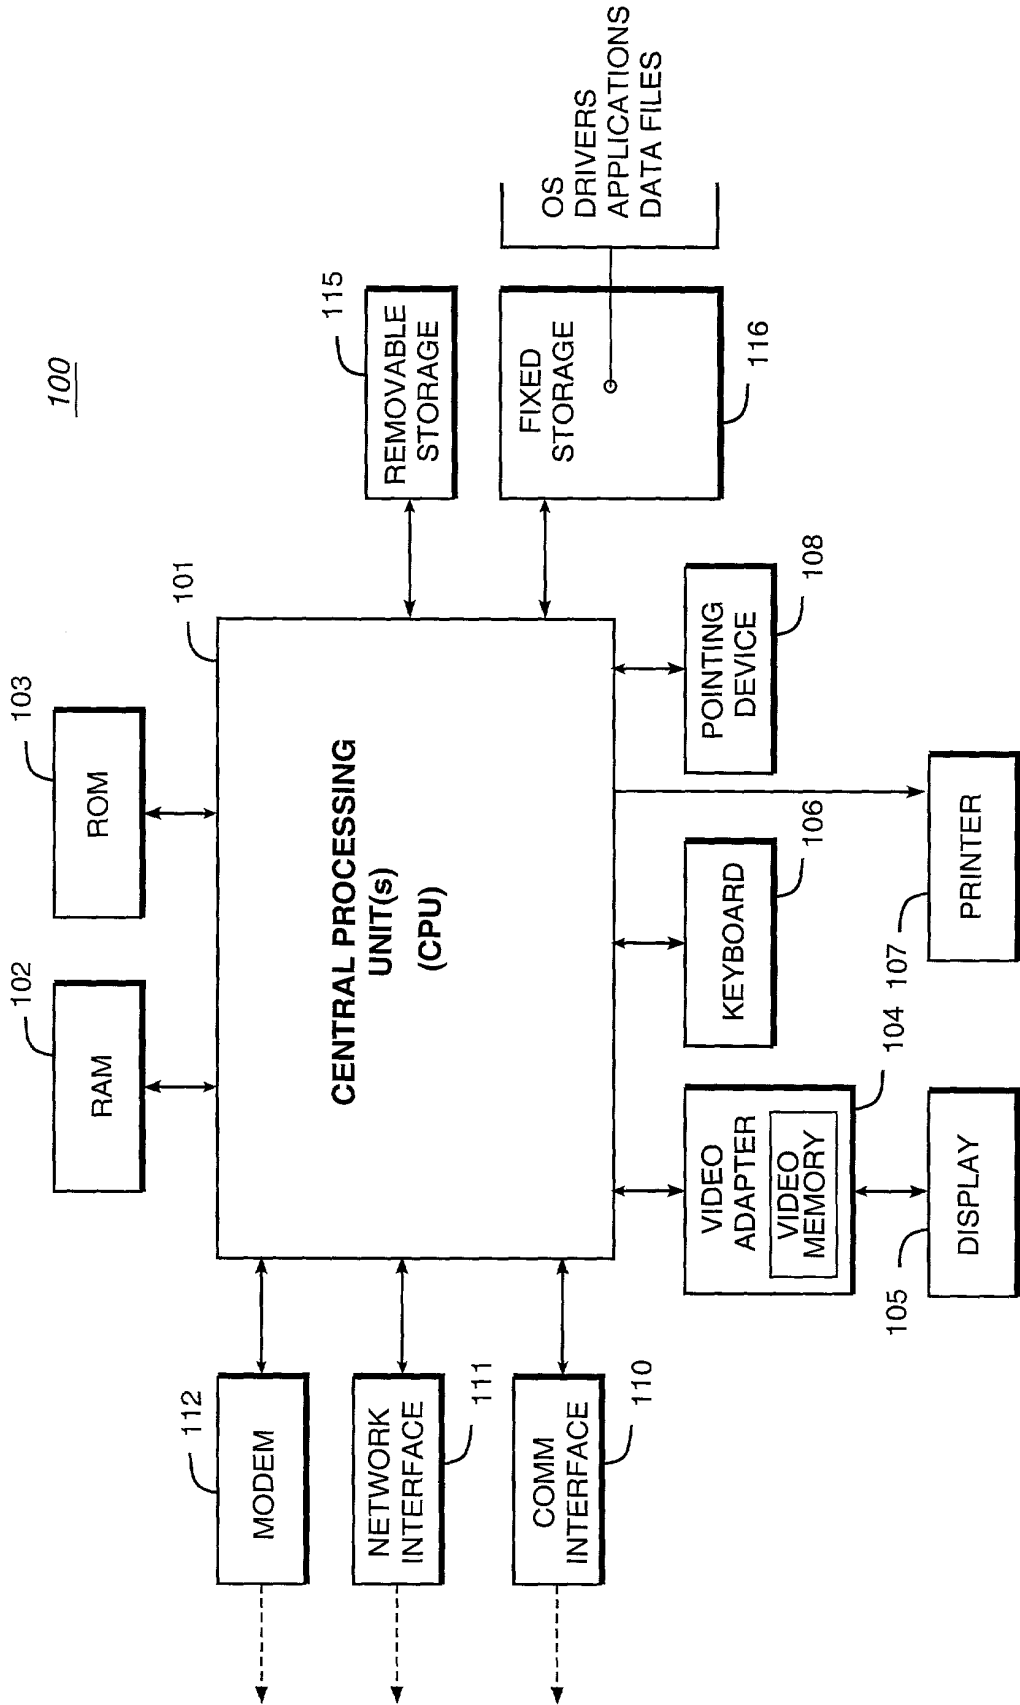 100
102
RAM
103
ROM
101
CENTRAL PROCESSING
UNIT(s)
(CPU)
112
MODEM
NETWORK
INTERFACE
111
COMM
INTERFACE
110
115
REMOVABLE
STORAGE
FIXED
STORAGE
116
OS
DRIVERS
APPLICATIONS
DATA FILES
VIDEO
ADAPTER
VIDEO
MEMORY
104
KEYBOARD
106
POINTING
DEVICE
108
105
DISPLAY
107
PRINTER